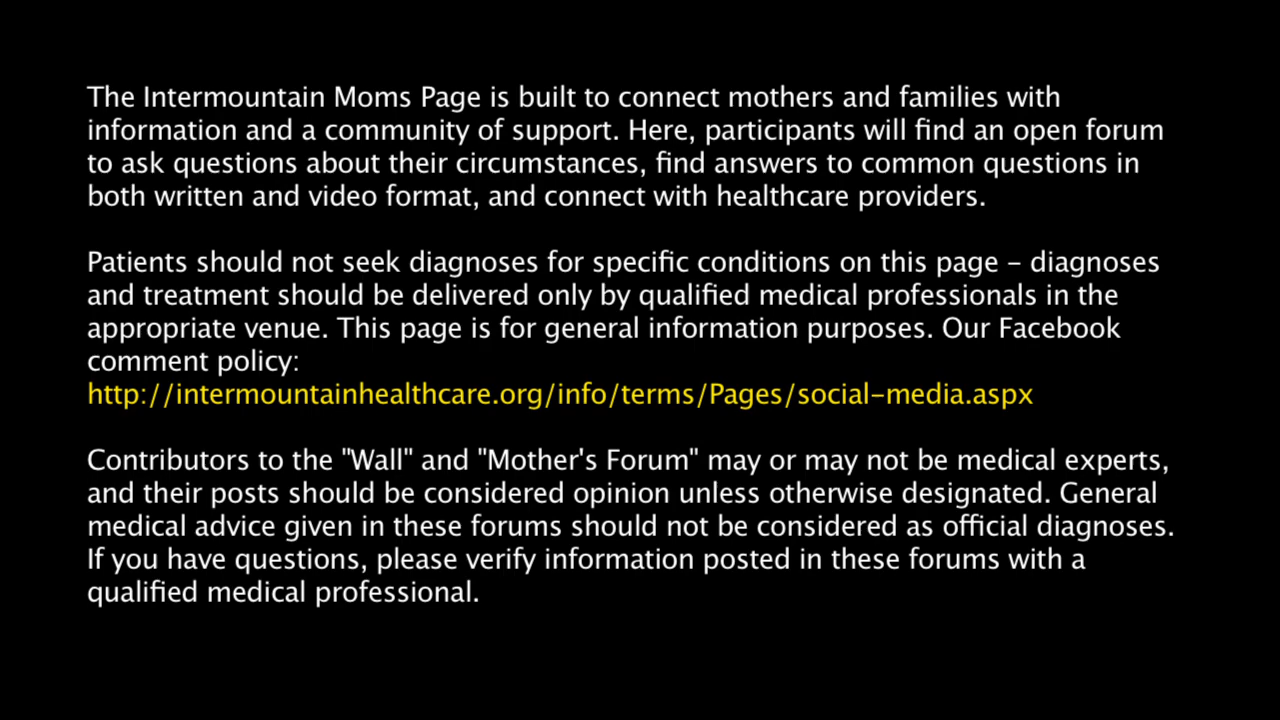 The Intermountain Moms Page is built to connect mothers and families with
information and a community of support. Here, participants will find an open forum
to ask questions about their circumstances, find answers to common questions in
both written and video format, and connect with healthcare providers.
Patients should not seek diagnoses for specific conditions on this page – diagnoses
and treatment should be delivered only by qualified medical professionals in the
appropriate venue. This page is for general information purposes. Our Facebook
comment policy:
http://intermountainhealthcare.org/info/terms/Pages/social-media.aspx
Contributors to the "Wall" and "Mother's Forum" may or may not be medical experts,
and their posts should be considered opinion unless otherwise designated. General
medical advice given in these forums should not be considered as official diagnoses.
If you have questions, please verify information posted in these forums with a
qualified medical professional.